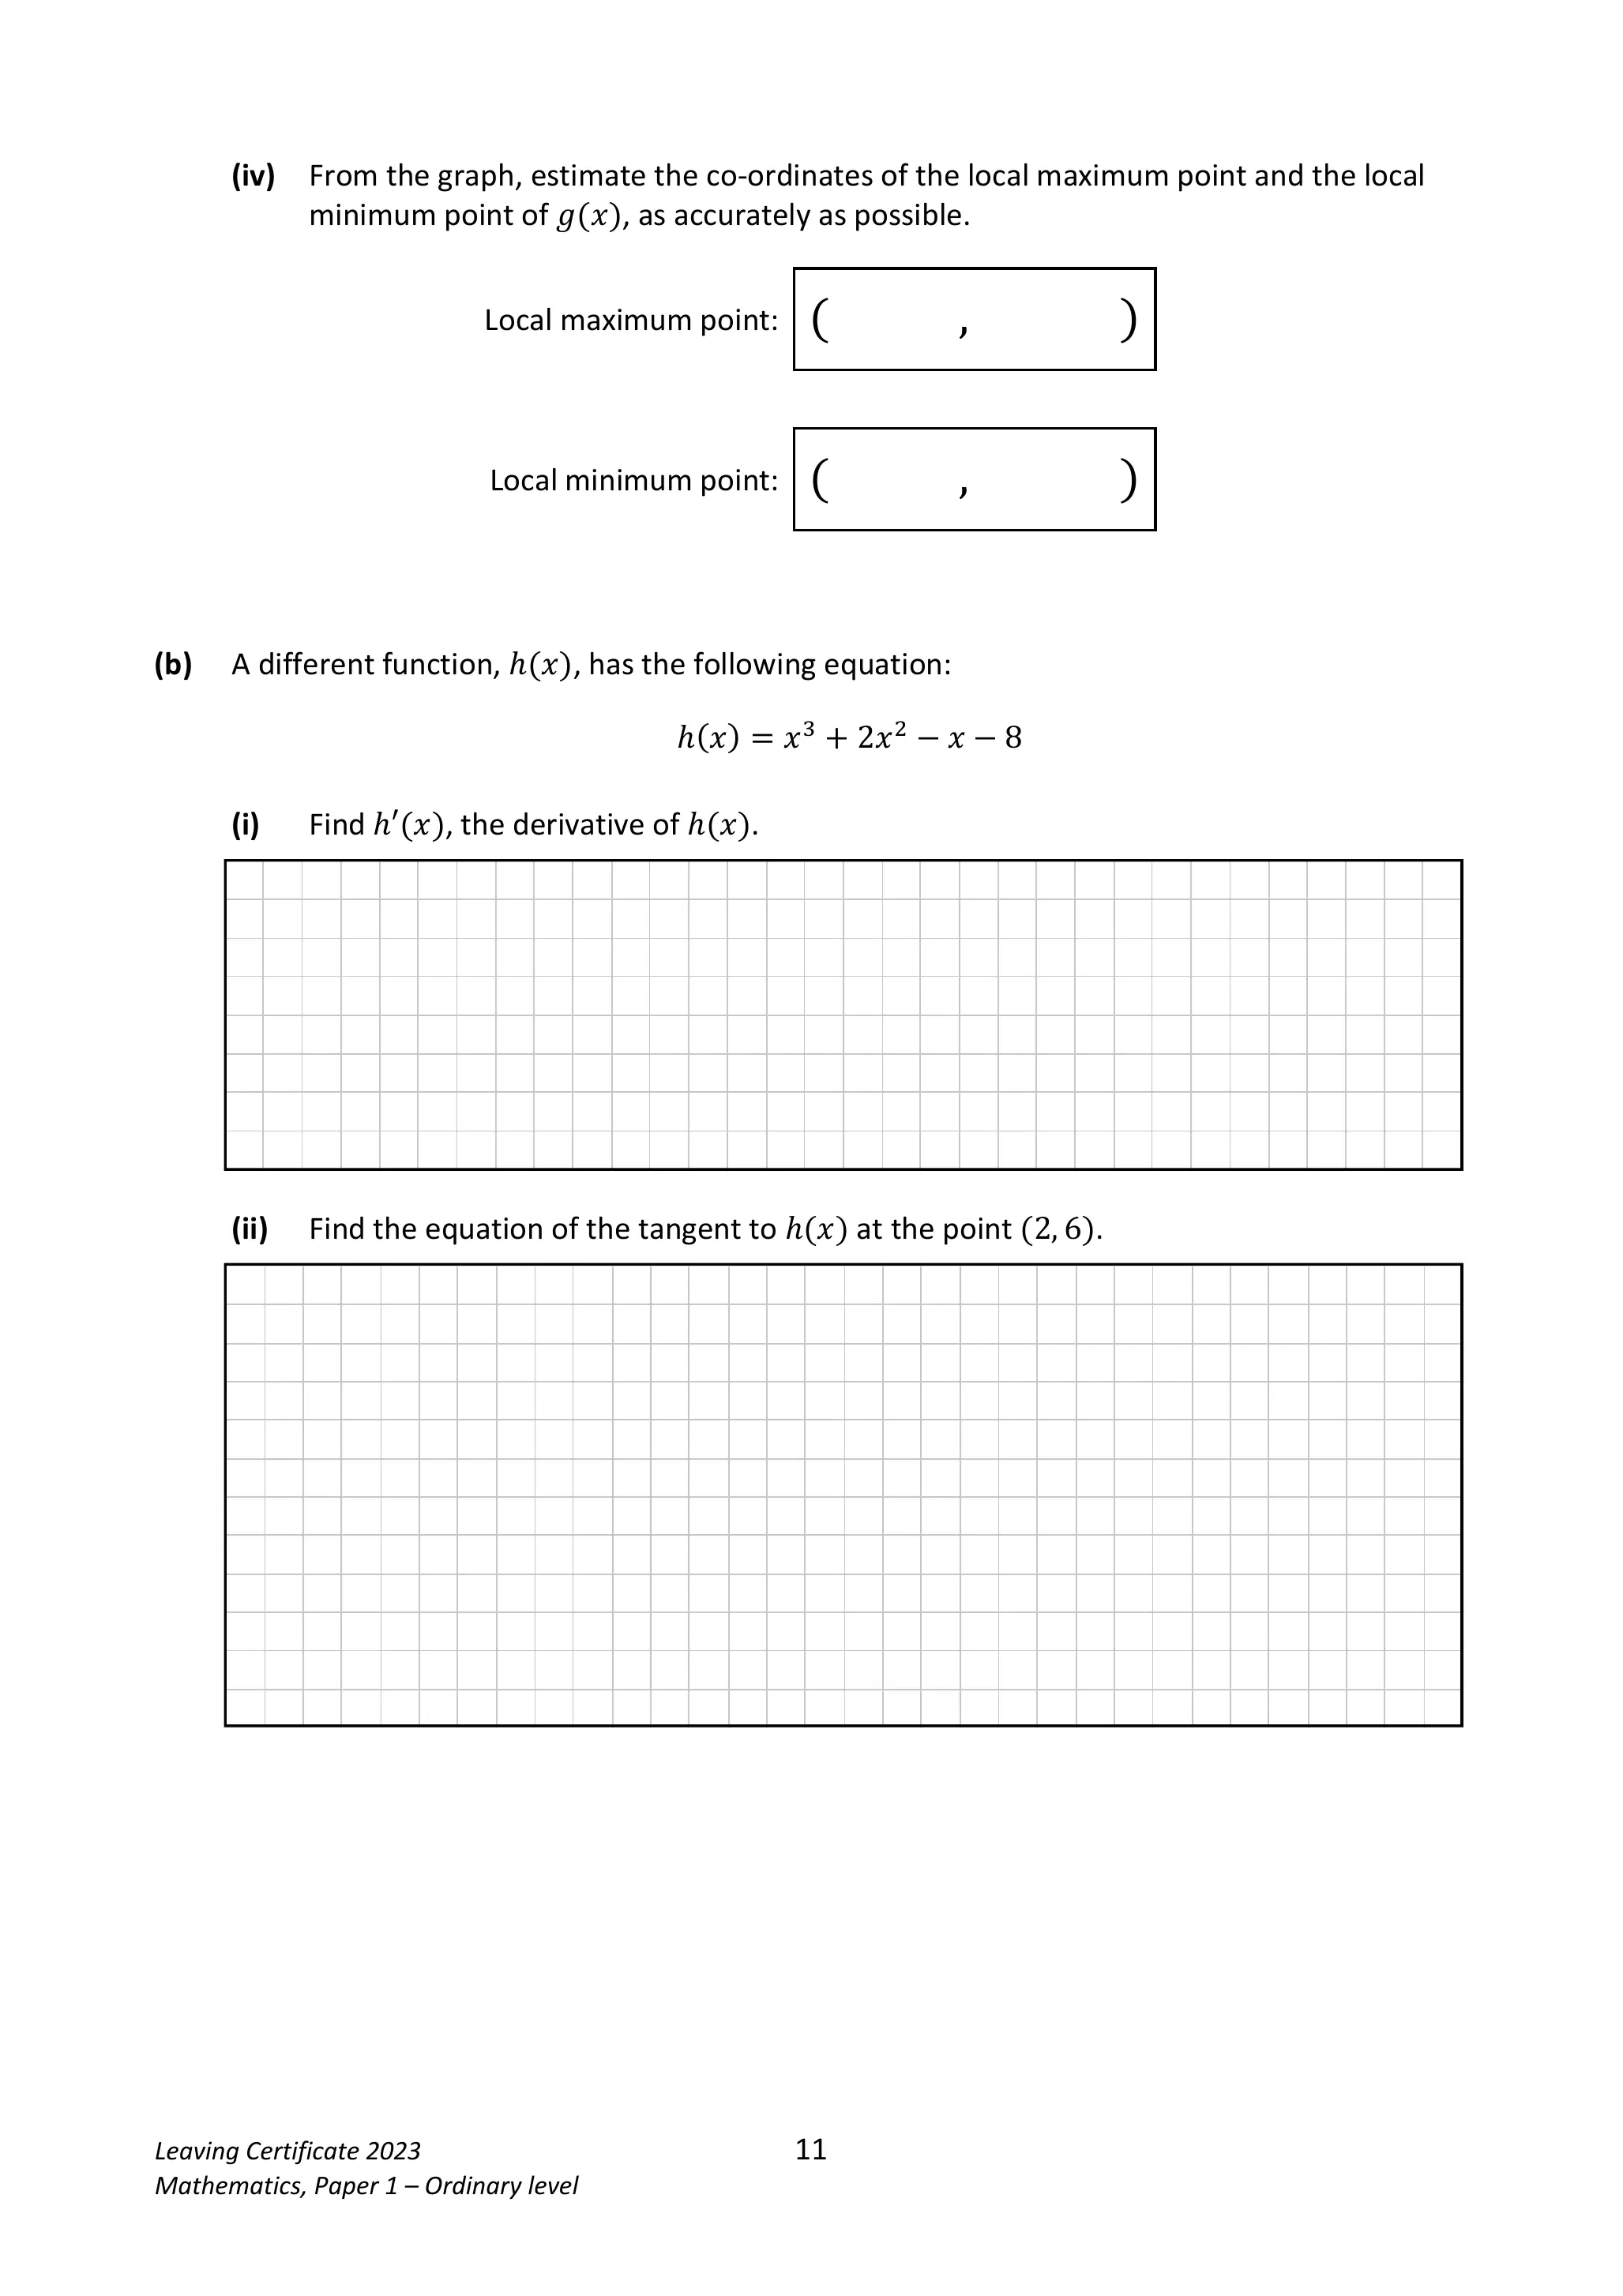 (iv) From the graph, estimate the co-ordinates of the local maximum point and the local
minimum point of g(x), as accurately as possible.
Local maximum point: ( , )
Local minimum point: ( , )
(b) A different function, h(x), has the following equation:
h(x) = x³ + 2x² − x − 8
(i) Find h′(x), the derivative of h(x).
(ii) Find the equation of the tangent to h(x) at the point (2, 6).
Leaving Certificate 2023 11
Mathematics, Paper 1 – Ordinary level